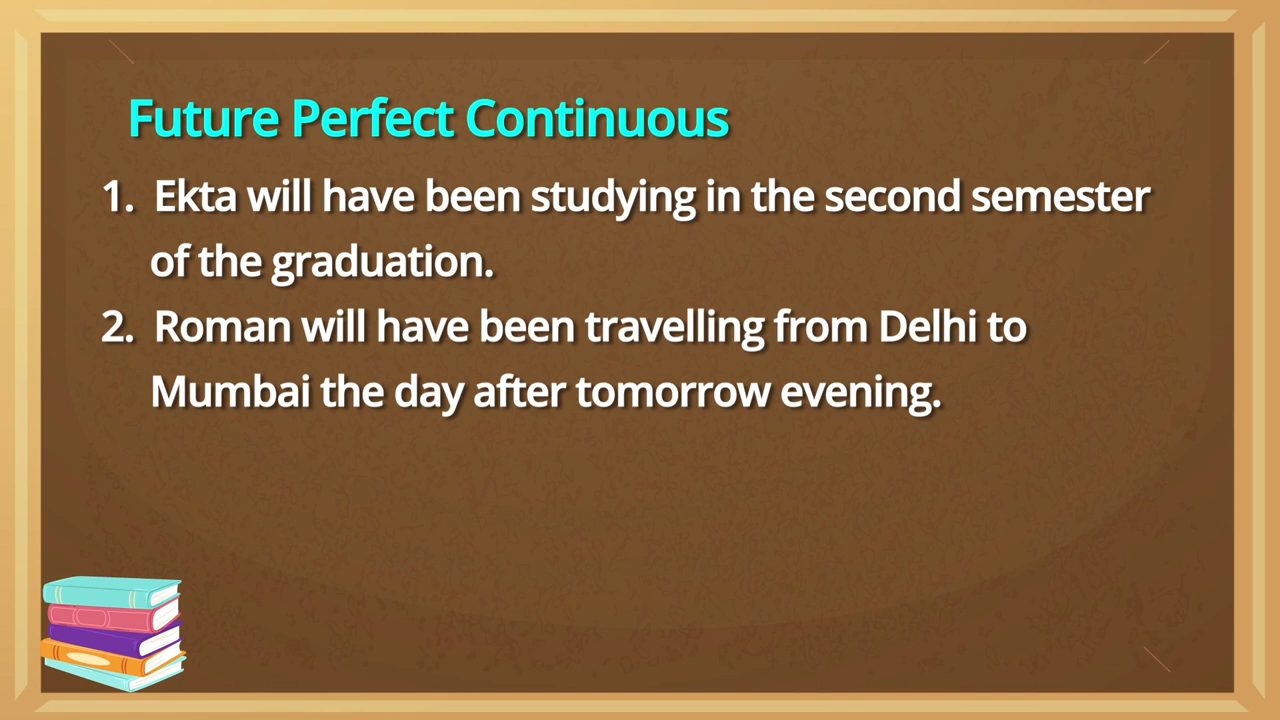 Future Perfect Continuous
1. Ekta will have been studying in the second semester
of the graduation.
2. Roman will have been travelling from Delhi to
Mumbai the day after tomorrow evening.